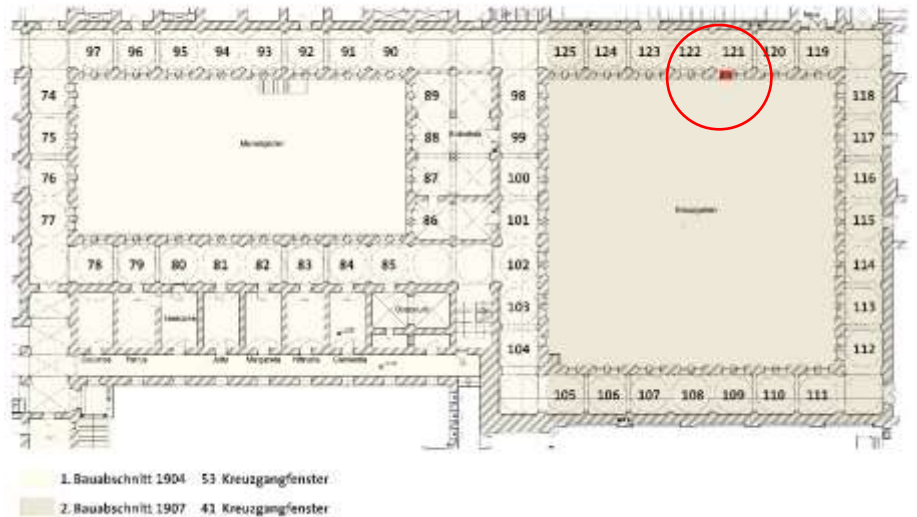 97 96 95 94 93 92 91 90 125 124 123 122 121 120 119
74 89 98 118
75 88 99 117
76 87 100 116
77 86 101 115
78 79 80 81 82 83 84 85 102 114
103 113
104 112
105 106 107 108 109 110 111
1. Bauabschnitt 1904 53 Kreuzgangfenster
2. Bauabschnitt 1907 41 Kreuzgangfenster